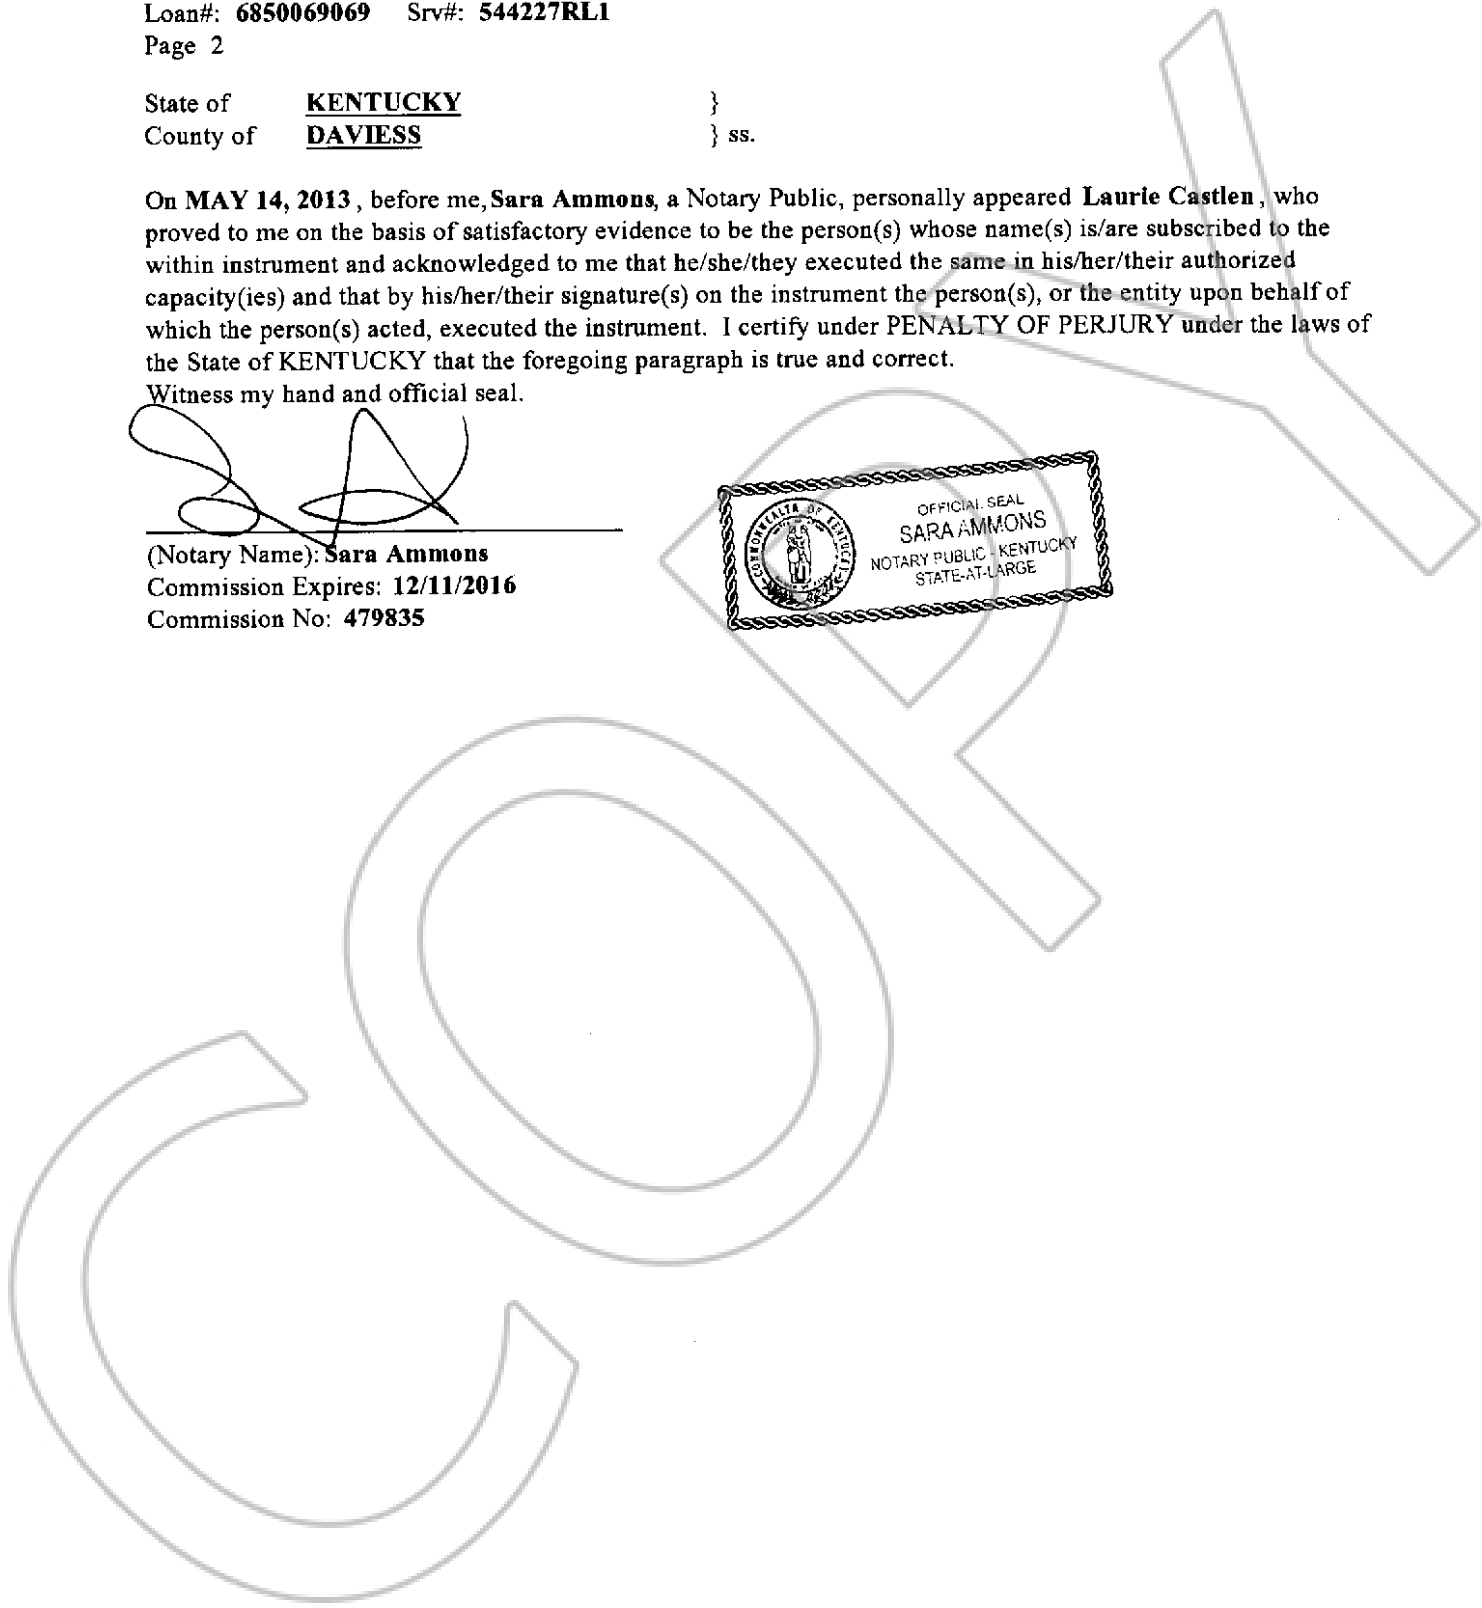 Loan#: 6850069069 Srv#: 544227RL1
Page 2
State of KENTUCKY }
County of DAVIESS } ss.
On MAY 14, 2013 , before me, Sara Ammons, a Notary Public, personally appeared Laurie Castlen , who
proved to me on the basis of satisfactory evidence to be the person(s) whose name(s) is/are subscribed to the
within instrument and acknowledged to me that he/she/they executed the same in his/her/their authorized
capacity(ies) and that by his/her/their signature(s) on the instrument the person(s), or the entity upon behalf of
which the person(s) acted, executed the instrument. I certify under PENALTY OF PERJURY under the laws of
the State of KENTUCKY that the foregoing paragraph is true and correct.
Witness my hand and official seal.
(Notary Name): Sara Ammons
Commission Expires: 12/11/2016
Commission No: 479835
COMMONWEALTH OF KENTUCKY
OFFICIAL SEAL
SARA AMMONS
NOTARY PUBLIC - KENTUCKY
STATE-AT-LARGE
COPY